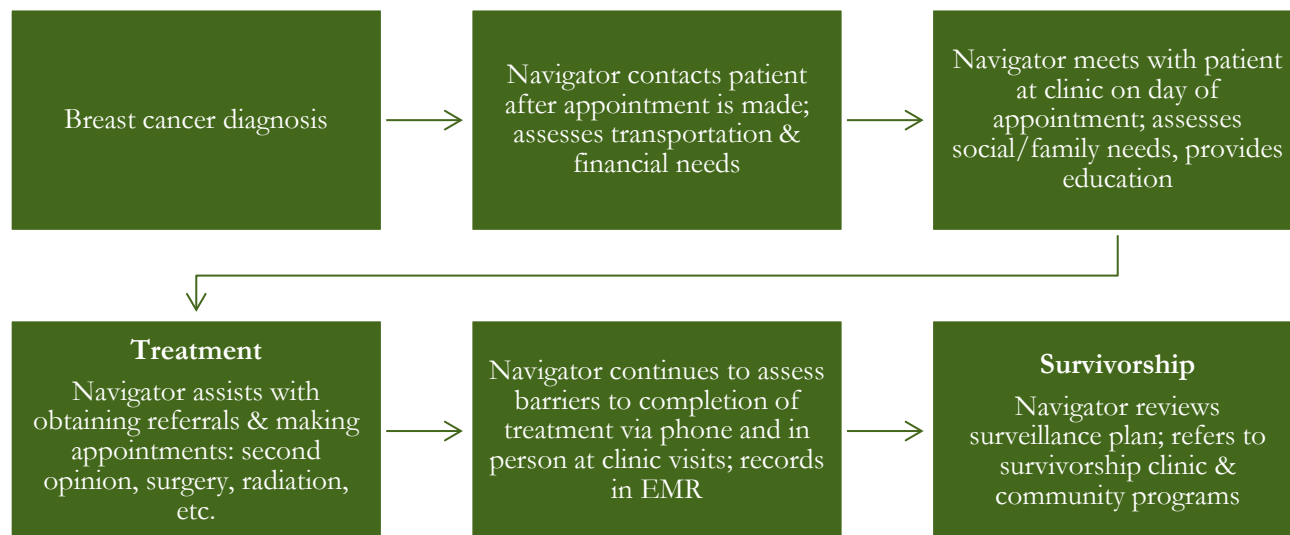 Breast cancer diagnosis
Navigator contacts patient
after appointment is made;
assesses transportation &
financial needs
Navigator meets with patient
at clinic on day of
appointment; assesses
social/family needs, provides
education
Treatment
Navigator assists with
obtaining referrals & making
appointments: second
opinion, surgery, radiation,
etc.
Navigator continues to assess
barriers to completion of
treatment via phone and in
person at clinic visits; records
in EMR
Survivorship
Navigator reviews
surveillance plan; refers to
survivorship clinic &
community programs